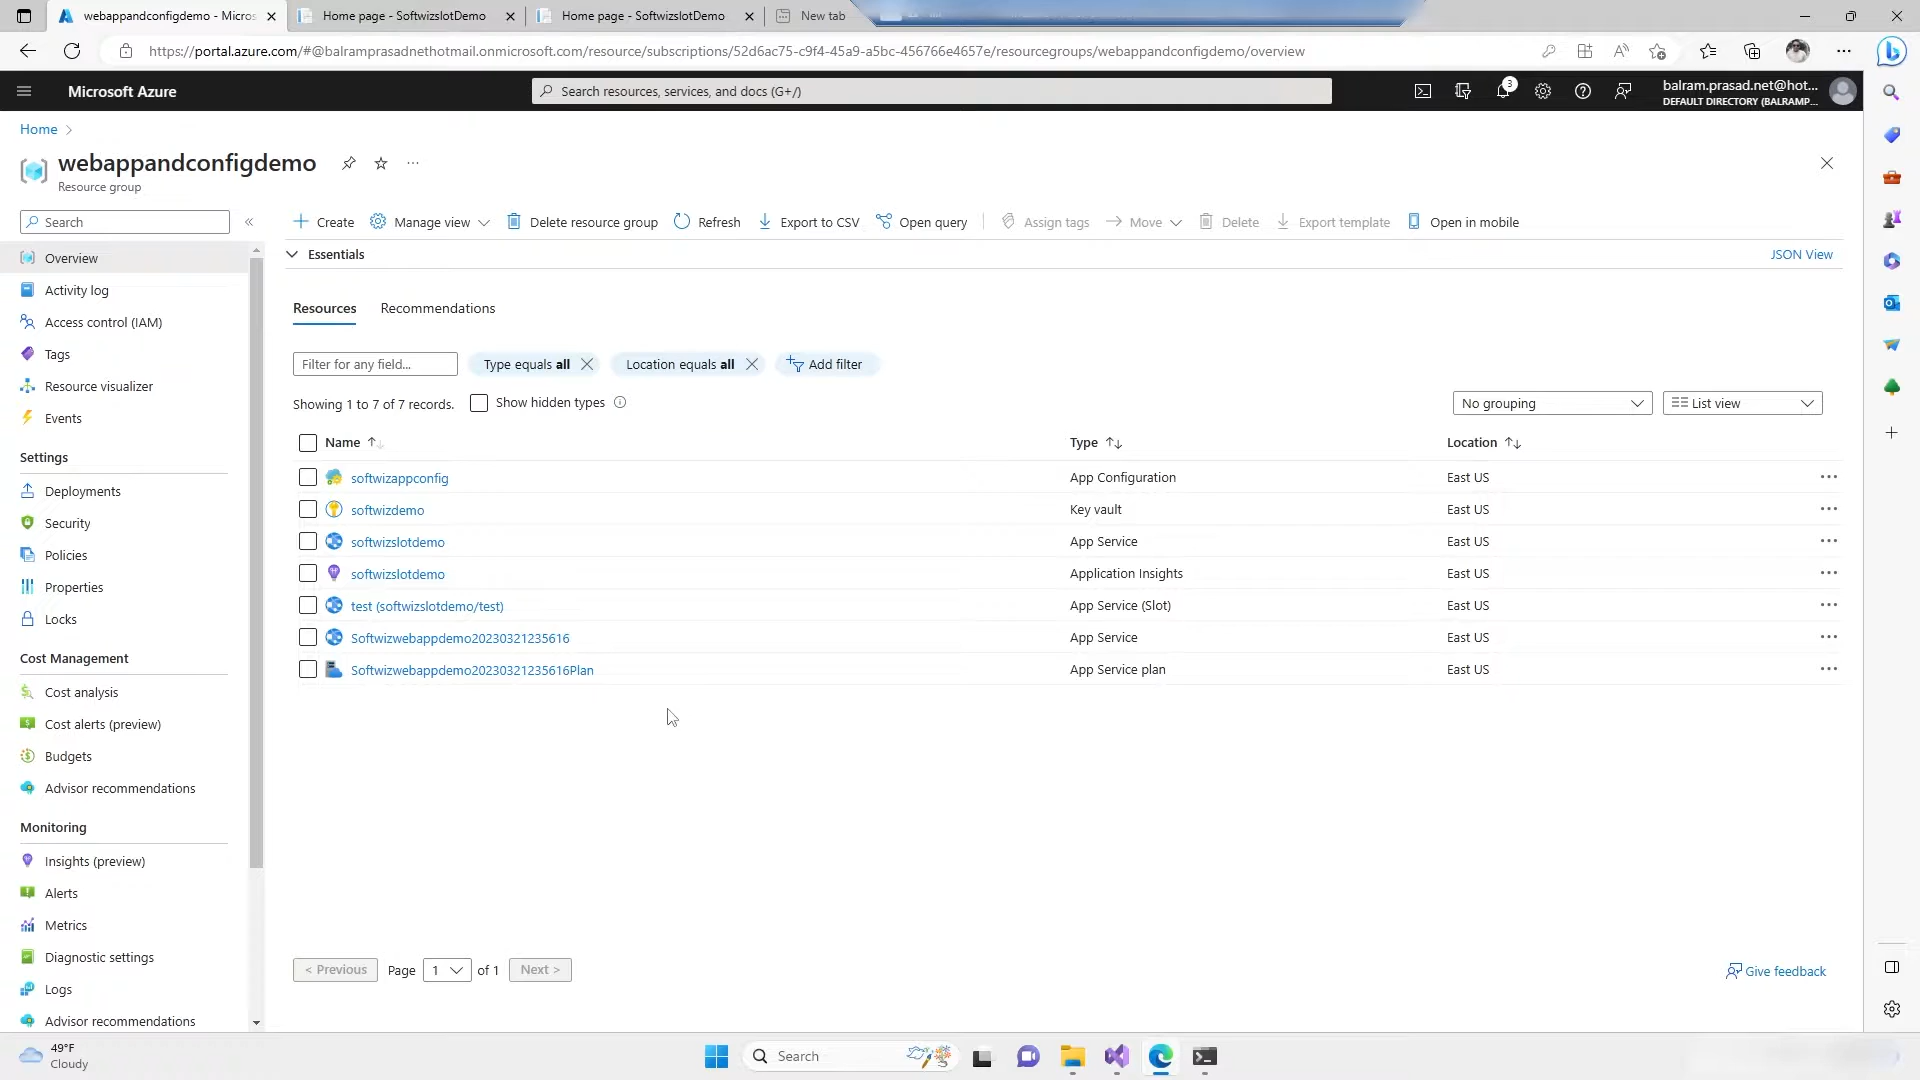 webappandconfigdemo - Micros
Home page - SoftwizslotDemo
Home page - SoftwizslotDemo
New tab
https://portal.azure.com/#@balramprasadnethotmail.onmicrosoft.com/resource/subscriptions/52d6ac75-c9f4-45a9-a5bc-456766e4657e/resourcegroups/webappandconfigdemo/overview
Microsoft Azure
Search resources, services, and docs (G+/)
3
balram.prasad.net@hot...
DEFAULT DIRECTORY (BALRAMP...
Home
webappandconfigdemo
Resource group
Search
Create
Manage view
Delete resource group
Refresh
Export to CSV
Open query
Assign tags
Move
Delete
Export template
Open in mobile
Overview
Activity log
Access control (IAM)
Tags
Resource visualizer
Events
Settings
Deployments
Security
Policies
Properties
Locks
Cost Management
Cost analysis
Cost alerts (preview)
Budgets
Advisor recommendations
Monitoring
Insights (preview)
Alerts
Metrics
Diagnostic settings
Logs
Advisor recommendations
Essentials
JSON View
Resources
Recommendations
Filter for any field...
Type equals all
Location equals all
Add filter
Showing 1 to 7 of 7 records.
Show hidden types
No grouping
List view
Name Type Location
softwizappconfig App Configuration East US
softwizdemo Key vault East US
softwizslotdemo App Service East US
softwizslotdemo Application Insights East US
test (softwizslotdemo/test) App Service (Slot) East US
Softwizwebappdemo20230321235616 App Service East US
Softwizwebappdemo20230321235616Plan App Service plan East US
< Previous Page 1 of 1 Next >
Give feedback
49°F
Cloudy
Search